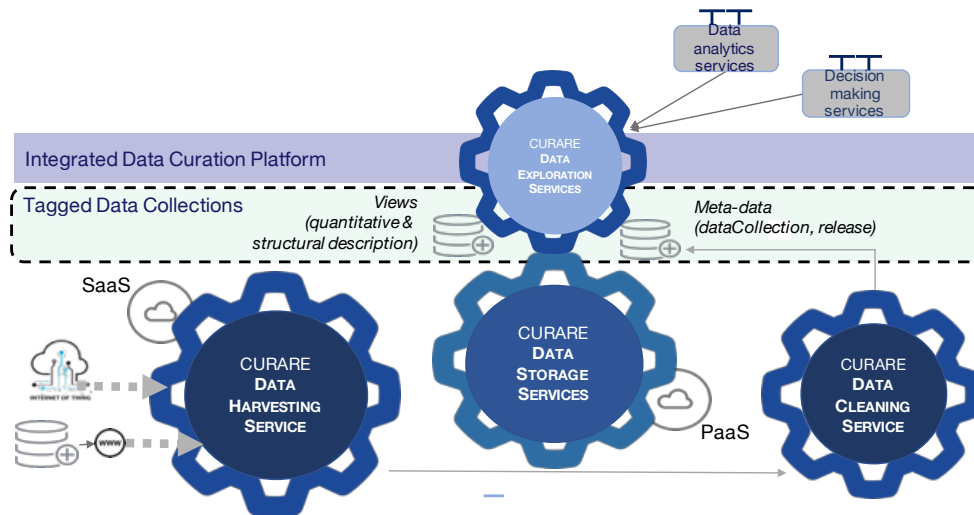 Data
analytics
services
Decision
making
services
CURARE
DATA
EXPLORATION
SERVICES
Integrated Data Curation Platform
Tagged Data Collections
Views
(quantitative &
structural description)
Meta-data
(dataCollection, release)
SaaS
CURARE
DATA
HARVESTING
SERVICE
CURARE
DATA
STORAGE
SERVICES
CURARE
DATA
CLEANING
SERVICE
INTERNET OF THING
WWW
PaaS